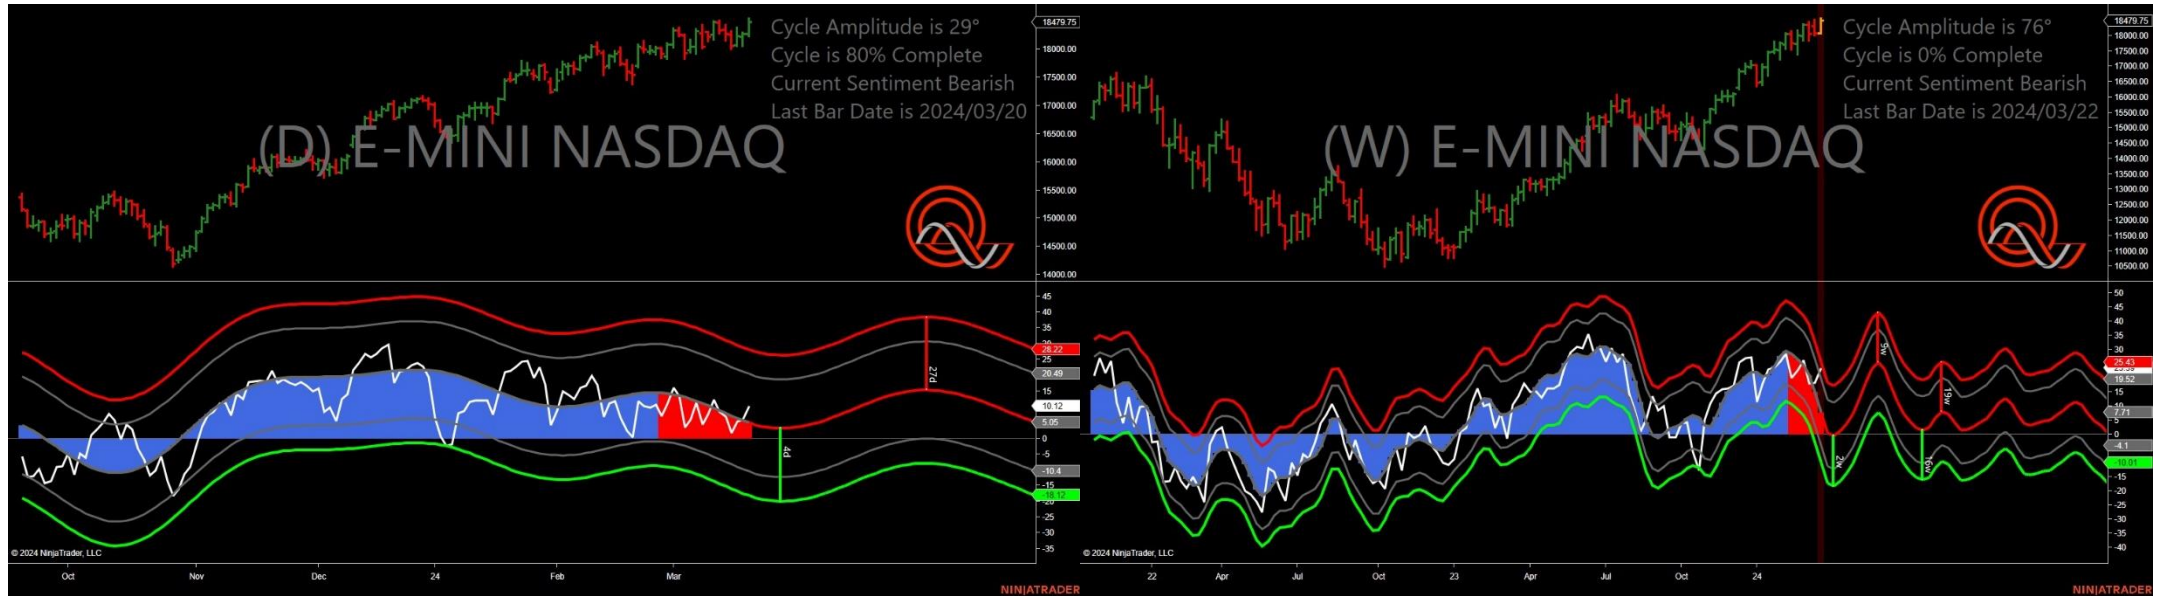 Cycle Amplitude is 29°
Cycle is 80% Complete
Current Sentiment Bearish
Last Bar Date is 2024/03/20
(D) E-MINI NASDAQ
18479.75
18000.00
17500.00
17000.00
16500.00
16000.00
15500.00
15000.00
14500.00
14000.00
45
40
35
28.22
25
20.49
15
10.12
5.05
0
-5
-10.4
-15
-18.12
-20
-25
-30
-35
27d
4d
© 2024 NinjaTrader, LLC
Oct
Nov
Dec
24
Feb
Mar
NINJATRADER
Cycle Amplitude is 76°
Cycle is 0% Complete
Current Sentiment Bearish
Last Bar Date is 2024/03/22
(W) E-MINI NASDAQ
18479.75
18000.00
17500.00
17000.00
16500.00
16000.00
15500.00
15000.00
14500.00
14000.00
13500.00
13000.00
12500.00
12000.00
11500.00
11000.00
10500.00
50
45
40
35
30
25.43
19.52
15
7.71
5
0
-4.1
-10.01
-15
-20
-25
-30
-35
-40
9w
19w
2w
16w
© 2024 NinjaTrader, LLC
22
Apr
Jul
Oct
23
Apr
Jul
Oct
24
NINJATRADER